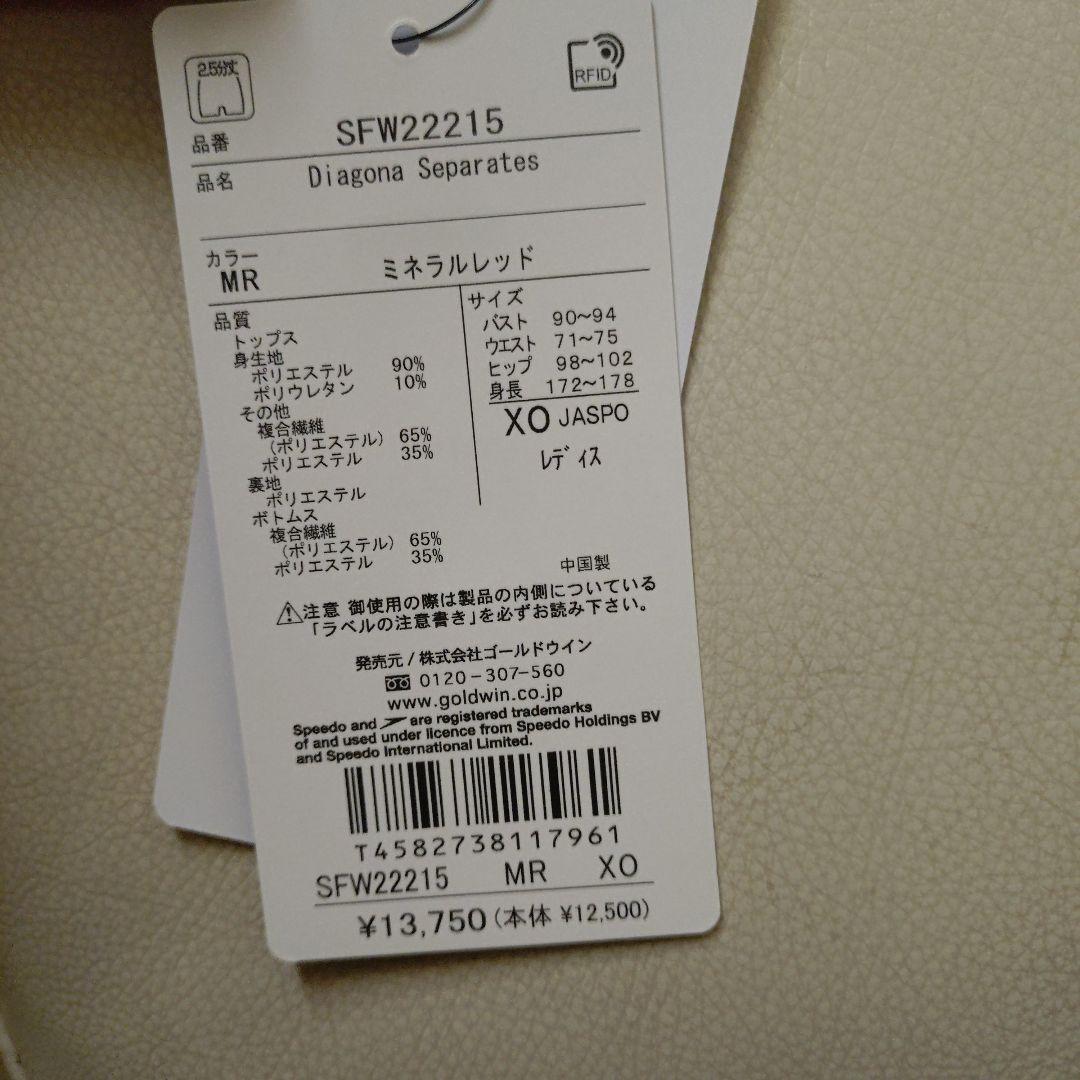 2.5分丈
RFID
品番 SFW22215
品名 Diagona Separates
カラー
MR ミネラルレッド
品質
トップス
身生地
ポリエステル 90%
ポリウレタン 10%
その他
複合繊維
(ポリエステル) 65%
ポリエステル 35%
裏地
ポリエステル
ボトムス
複合繊維
(ポリエステル) 65%
ポリエステル 35%
サイズ
バスト 90~94
ウエスト 71~75
ヒップ 98~102
身長 172~178
XO JASPO
レディス
中国製
⚠注意 御使用の際は製品の内側についている
「ラベルの注意書き」を必ずお読み下さい。
発売元/株式会社ゴールドウイン
0120-307-560
www.goldwin.co.jp
Speedo and are registered trademarks
of and used under licence from Speedo Holdings BV
and Speedo International Limited.
T4582738117961
SFW22215 MR XO
¥13,750(本体 ¥12,500)